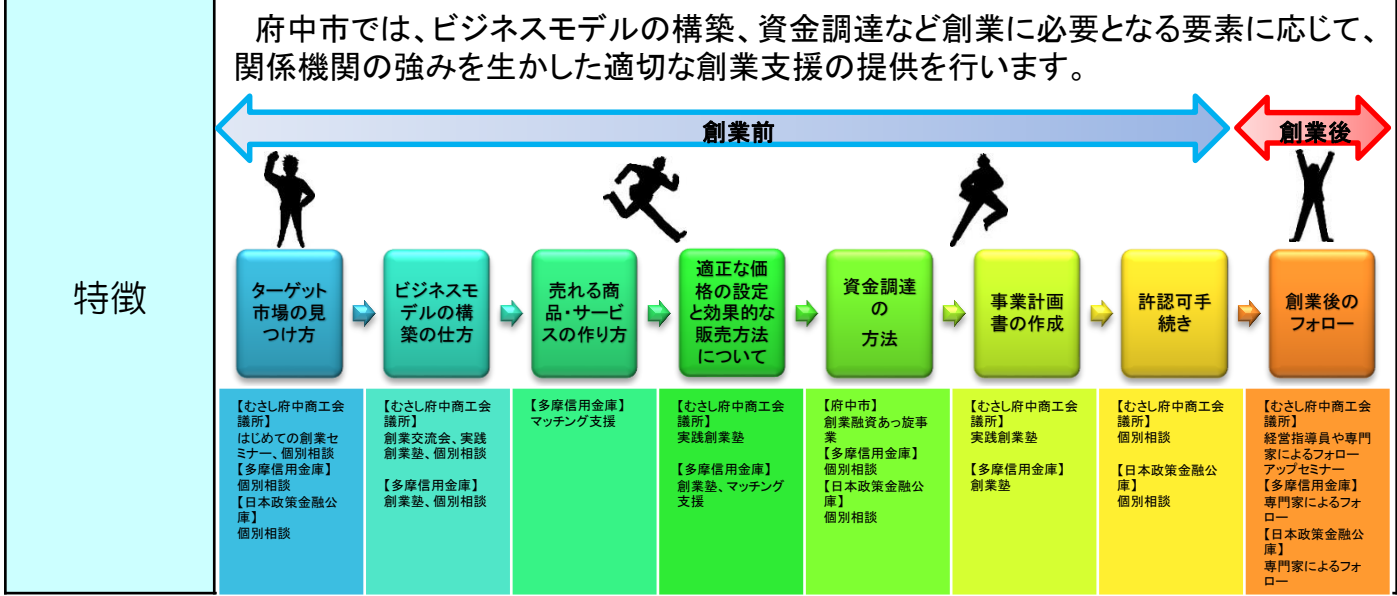 特徴
府中市では、ビジネスモデルの構築、資金調達など創業に必要となる要素に応じて、
関係機関の強みを生かした適切な創業支援の提供を行います。
創業前
創業後
ターゲット
市場の見
つけ方
ビジネスモ
デルの構
築の仕方
売れる商
品・サービ
スの作り方
適正な価
格の設定
と効果的な
販売方法
について
資金調達
の
方法
事業計画
書の作成
許認可手
続き
創業後の
フォロー
【むさし府中商工会
議所】
はじめての創業セ
ミナー、個別相談
【多摩信用金庫】
個別相談
【日本政策金融公
庫】
個別相談
【むさし府中商工会
議所】
創業交流会、実践
創業塾、個別相談
【多摩信用金庫】
創業塾、個別相談
【多摩信用金庫】
マッチング支援
【むさし府中商工会
議所】
実践創業塾
【多摩信用金庫】
創業塾、マッチング
支援
【府中市】
創業融資あっ旋事
業
【多摩信用金庫】
個別相談
【日本政策金融公
庫】
個別相談
【むさし府中商工会
議所】
実践創業塾
【多摩信用金庫】
創業塾
【むさし府中商工会
議所】
個別相談
【日本政策金融公
庫】
個別相談
【むさし府中商工会
議所】
経営指導員や専門
家によるフォロー
アップセミナー
【多摩信用金庫】
専門家によるフォ
ロー
【日本政策金融公
庫】
専門家によるフォ
ロー